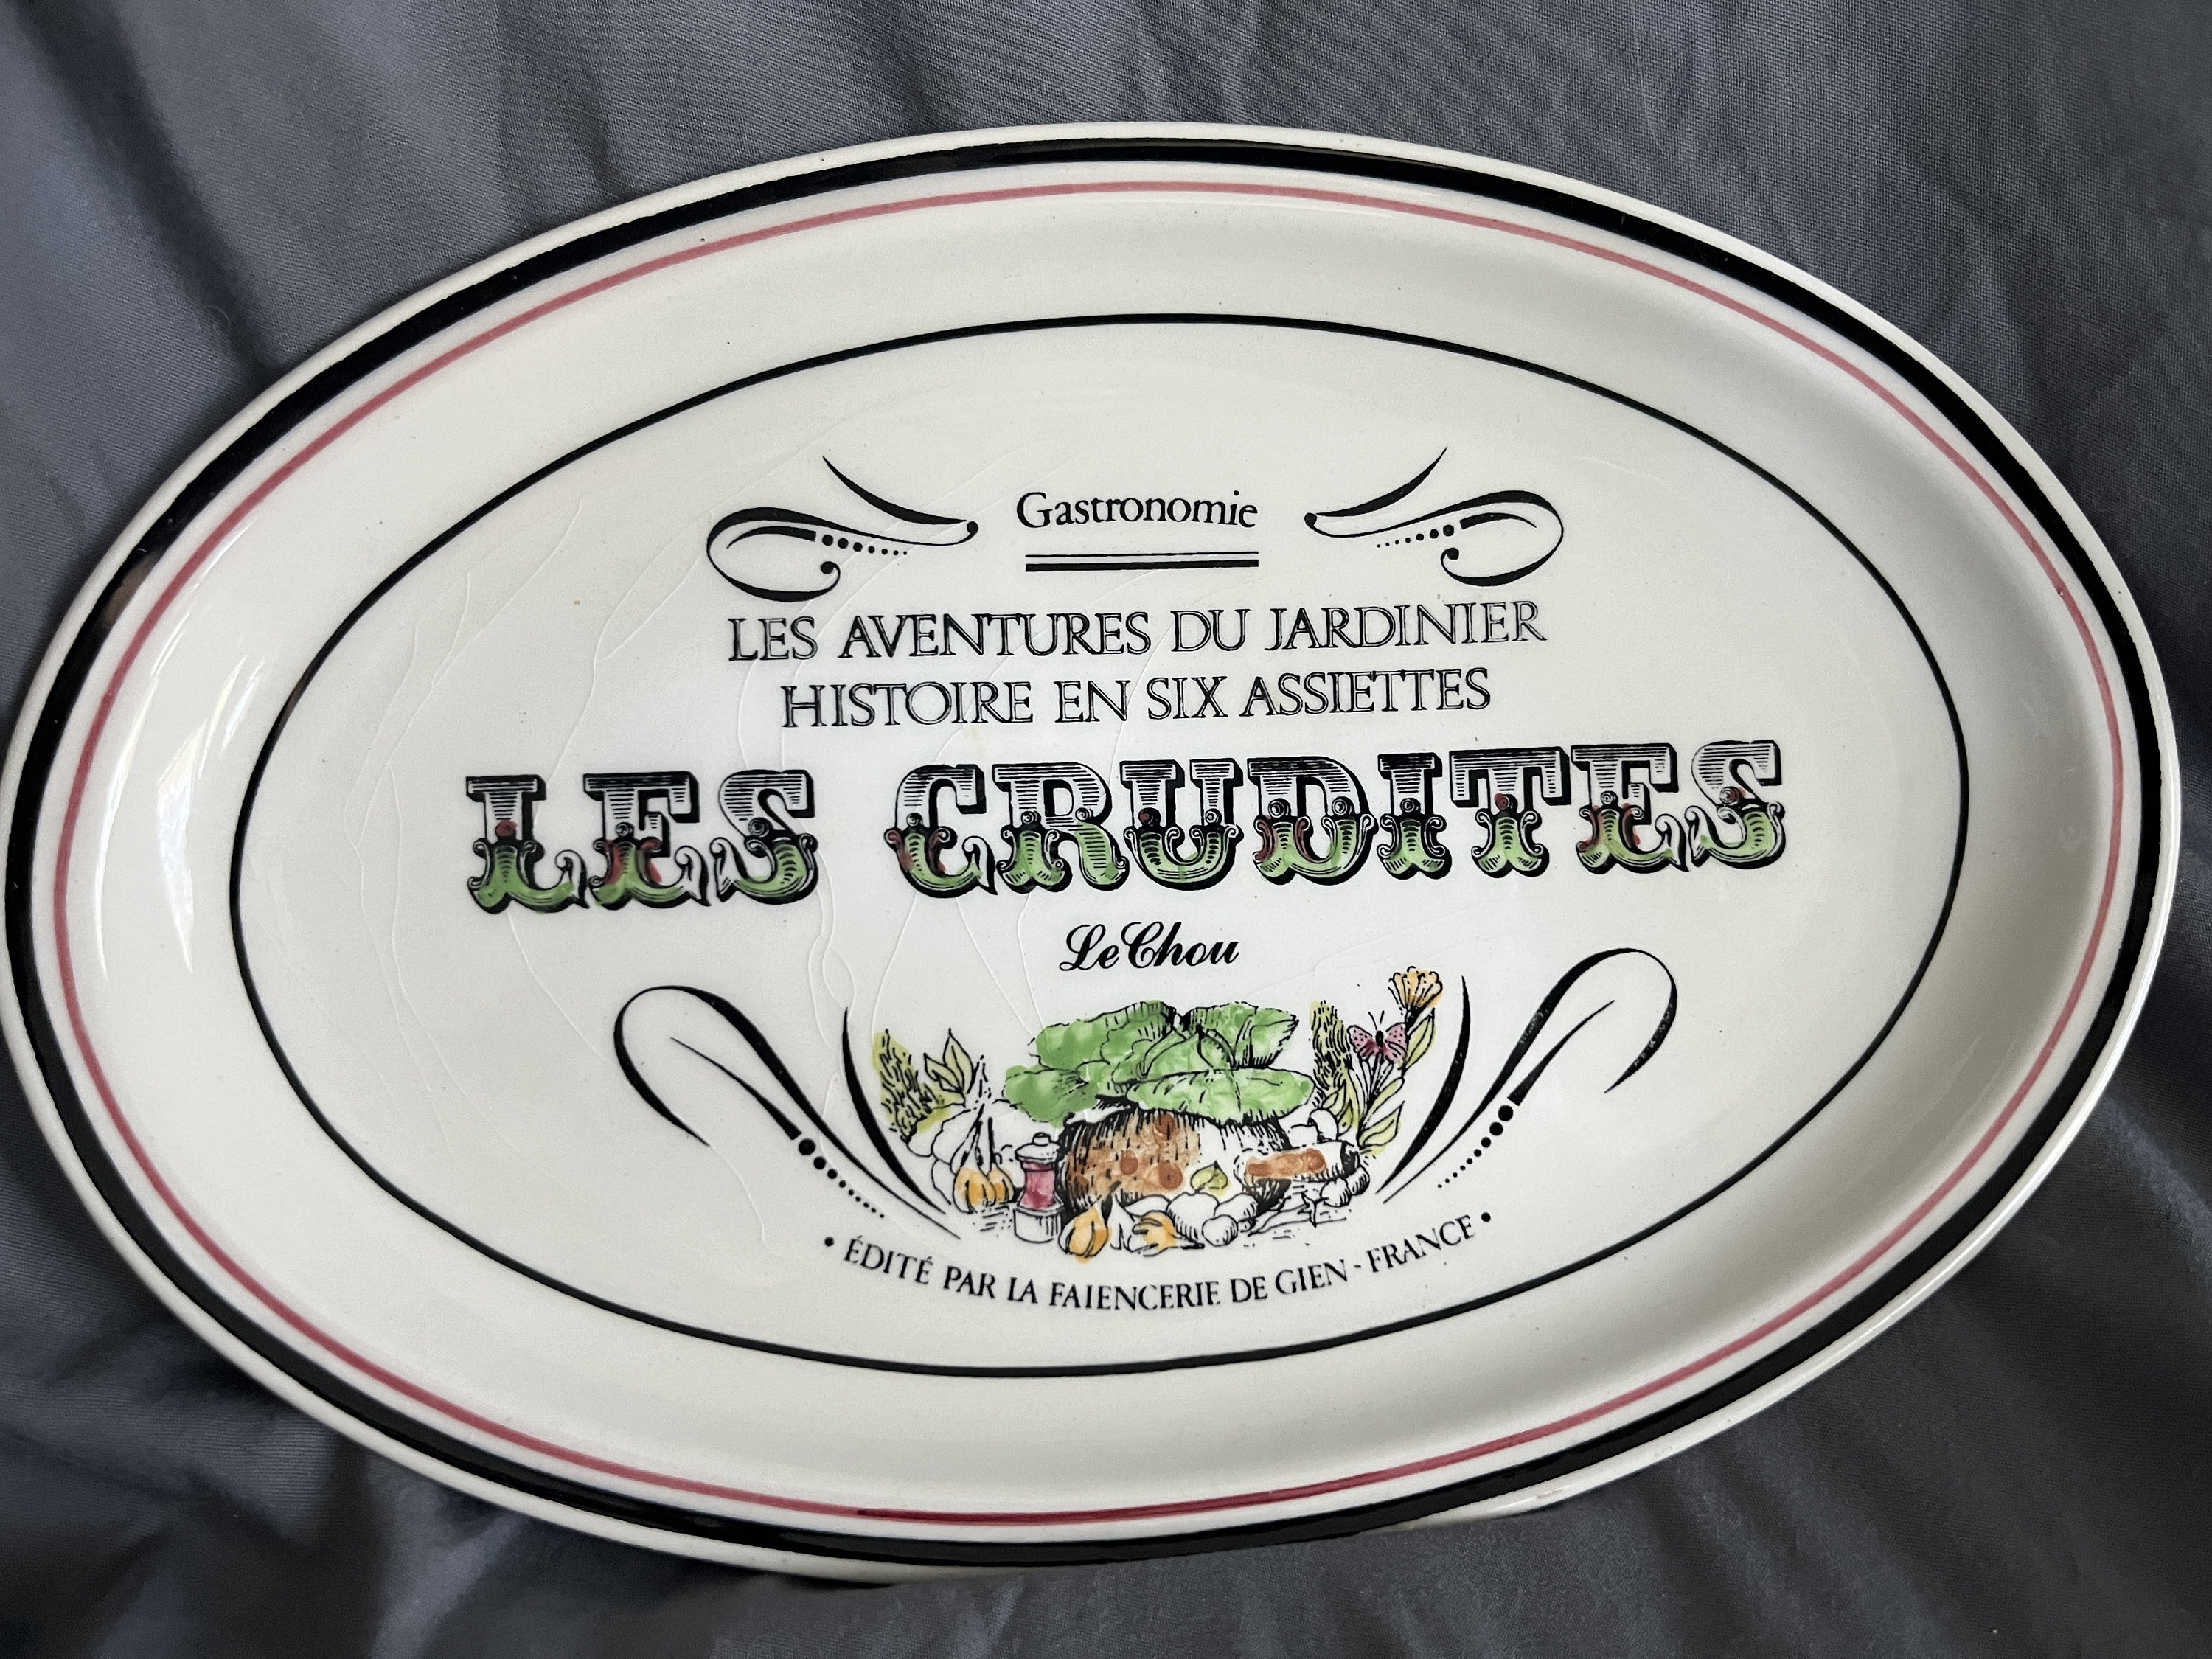 Gastronomie
LES AVENTURES DU JARDINIER
HISTOIRE EN SIX ASSIETTES
LES CRUDITES
Le Chou
• ÉDITÉ PAR LA FAIENCERIE DE GIEN - FRANCE •